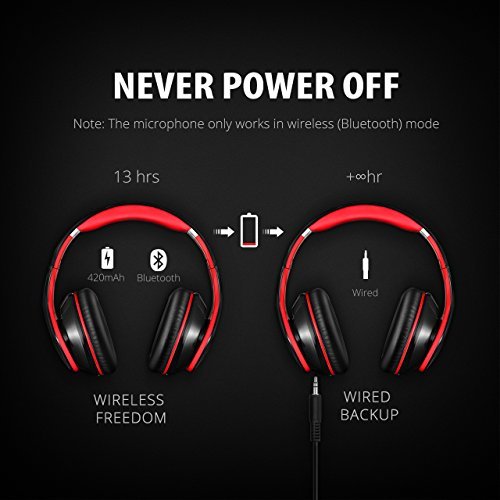 NEVER POWER OFF
Note: The microphone only works in wireless (Bluetooth) mode
13 hrs
+∞hr
420mAh
Bluetooth
Wired
WIRELESS
FREEDOM
WIRED
BACKUP